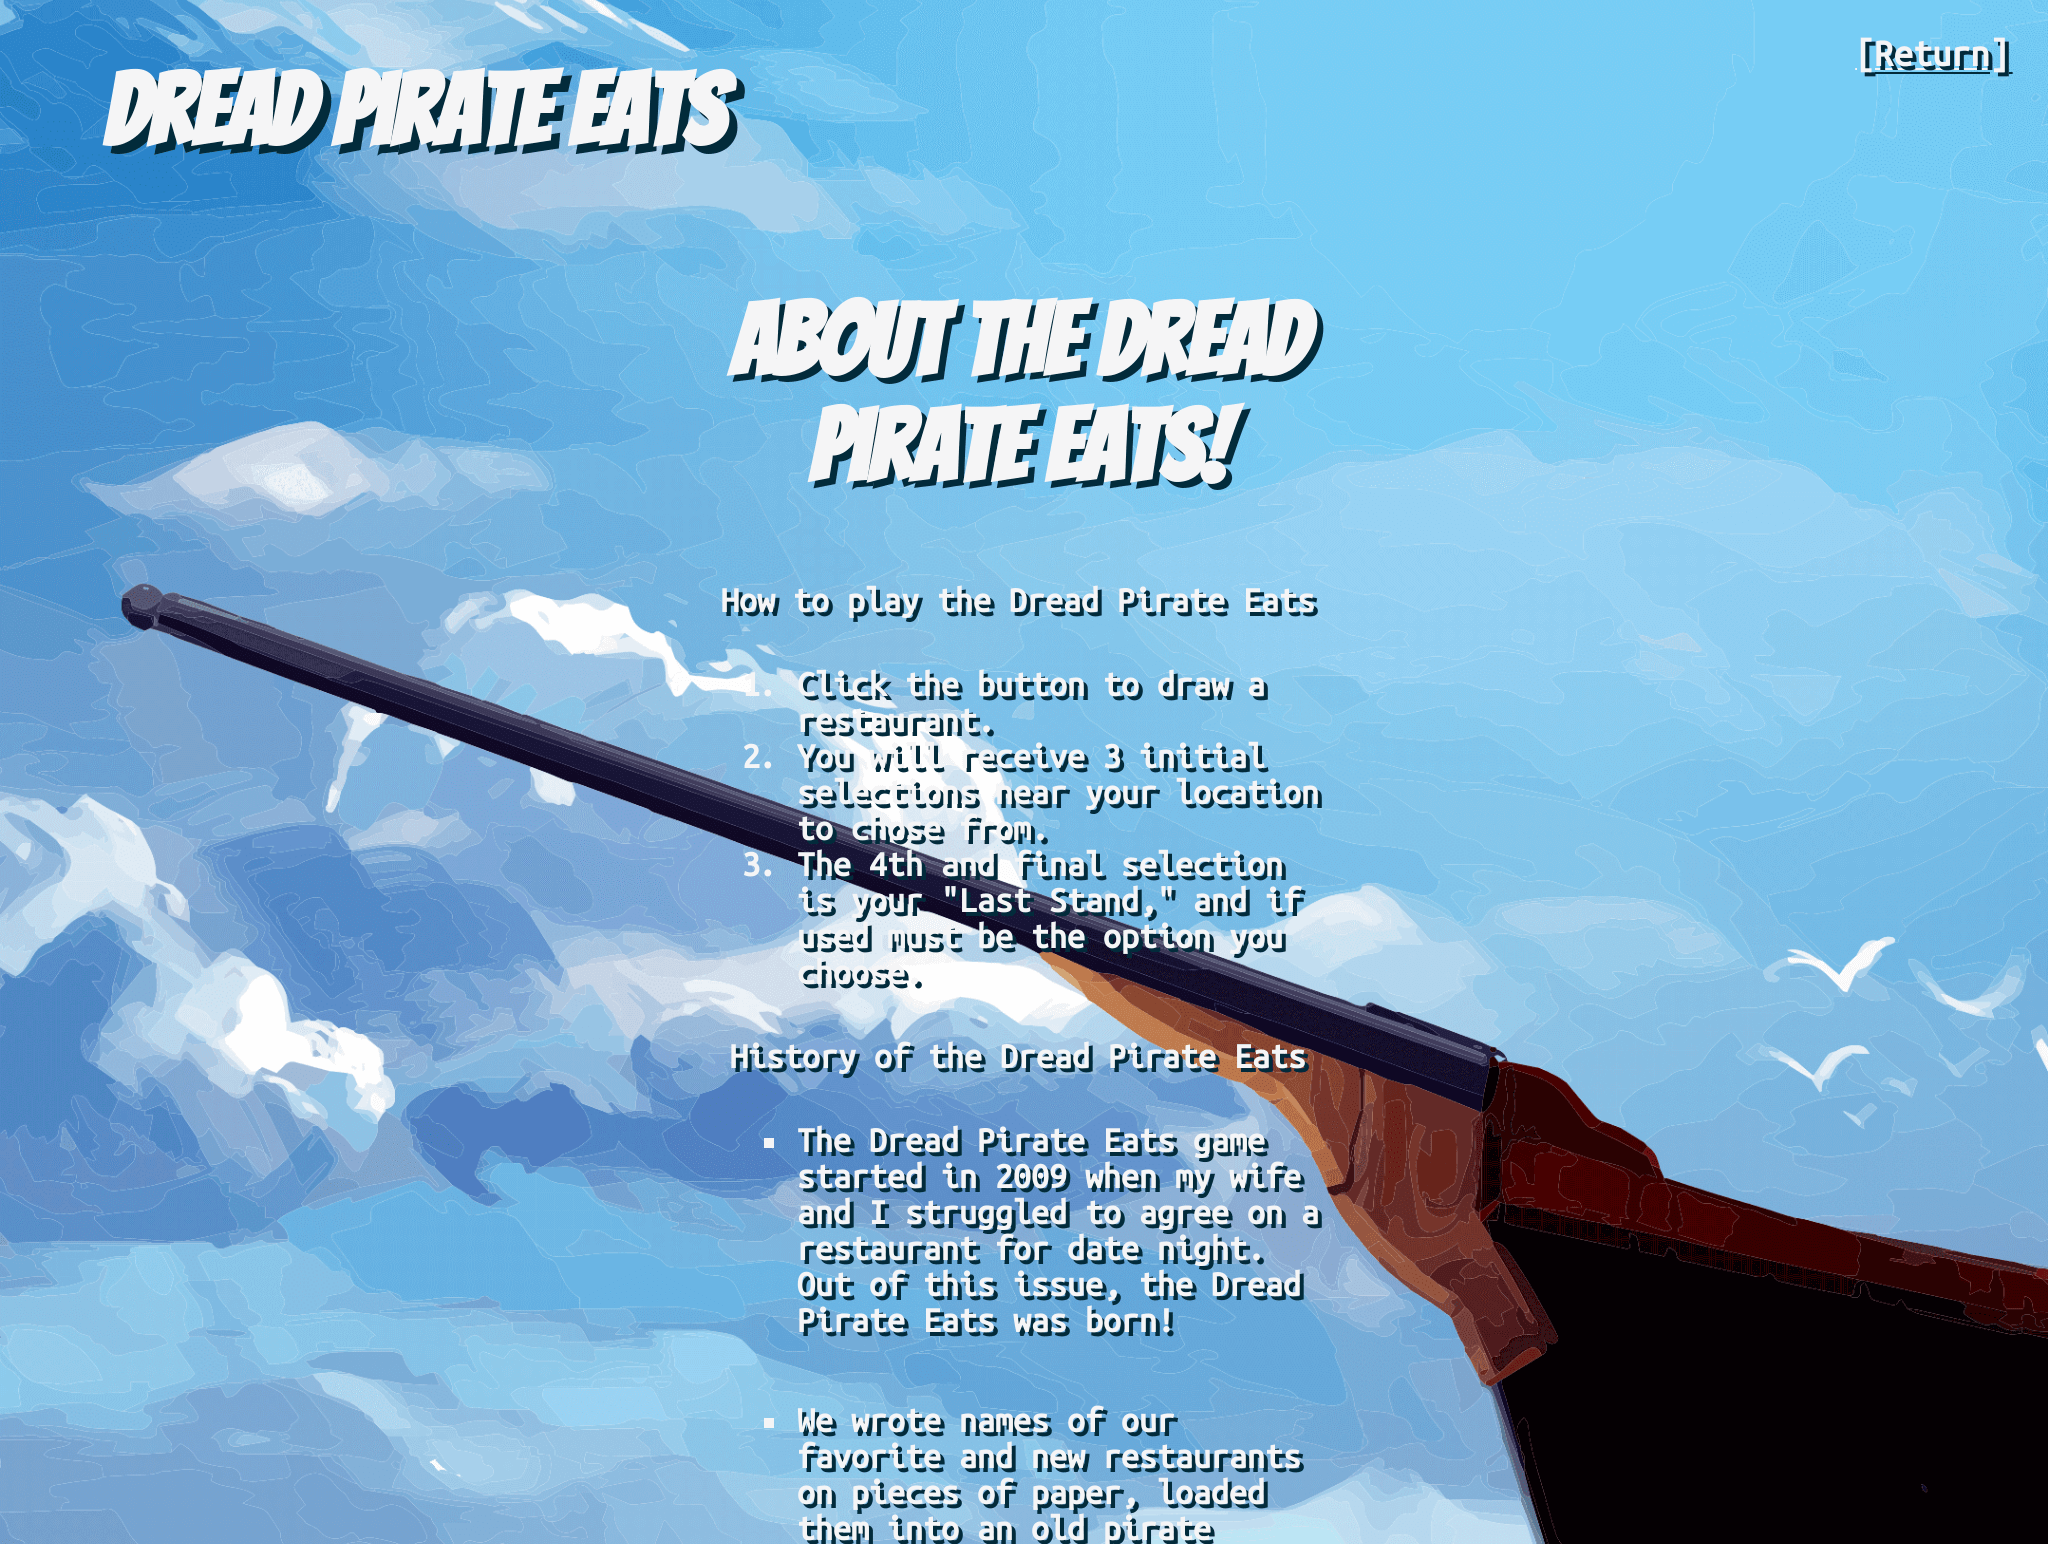 [Return]
DREAD PIRATE EATS
ABOUT THE DREAD
PIRATE EATS!
How to play the Dread Pirate Eats
1. Click the button to draw a
restaurant.
2. You will receive 3 initial
selections near your location
to chose from.
3. The 4th and final selection
is your "Last Stand," and if
used must be the option you
choose.
History of the Dread Pirate Eats
▪ The Dread Pirate Eats game
started in 2009 when my wife
and I struggled to agree on a
restaurant for date night.
Out of this issue, the Dread
Pirate Eats was born!
▪ We wrote names of our
favorite and new restaurants
on pieces of paper, loaded
them into an old pirate